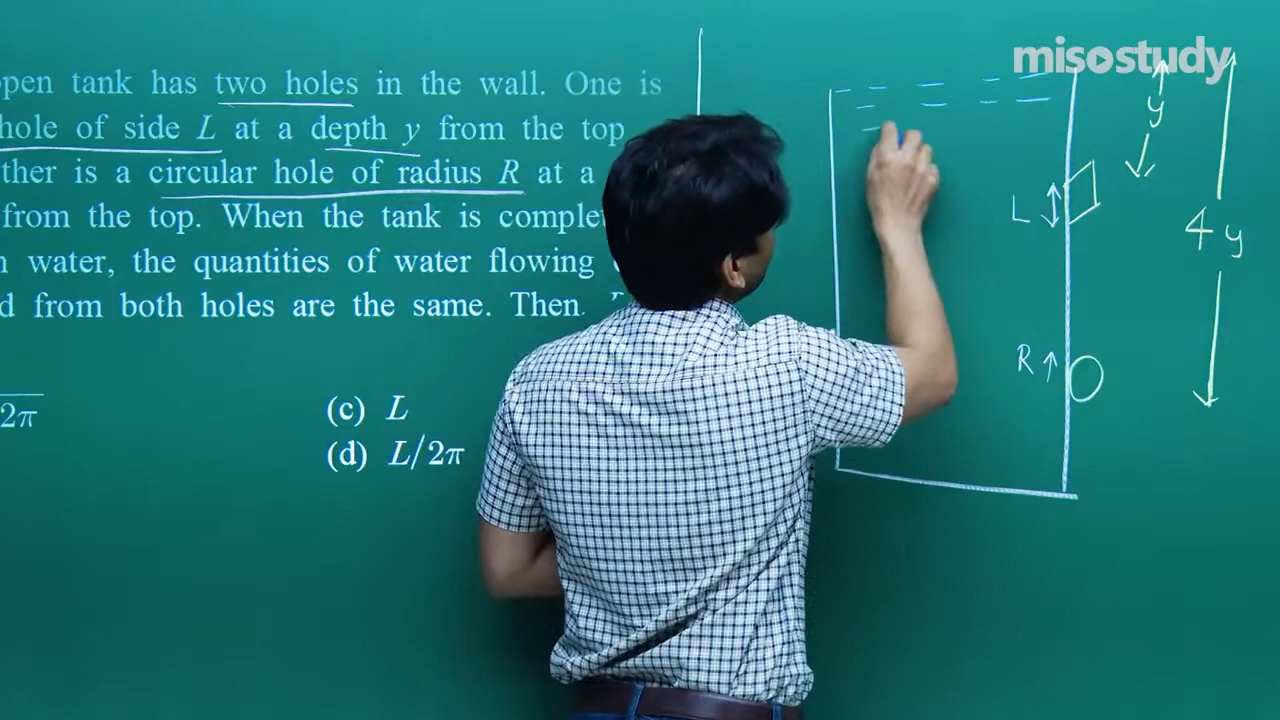 misostudy
open tank has two holes in the wall. One is
hole of side L at a depth y from the top
ther is a circular hole of radius R at a
from the top. When the tank is comple
water, the quantities of water flowing
d from both holes are the same. Then.
2π
(c) L
(d) L/2π
y
L
4y
R